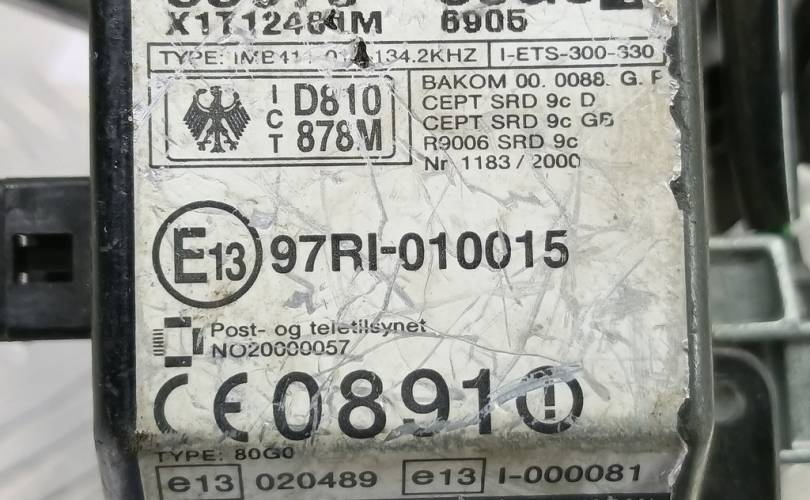 6905
134.2KHZ I-ETS-300-330
BAKOM 00. 0088. G.
ICT D810 878M
CEPT SRD 9c D
CEPT SRD 9c GB
R9006 SRD 9c
Nr. 1183 / 2000
E13 97RI-010015
Post- og teletilsynet
NO20000057
CE0891!
TYPE: 80G0
e13 020489 e13 I-000081